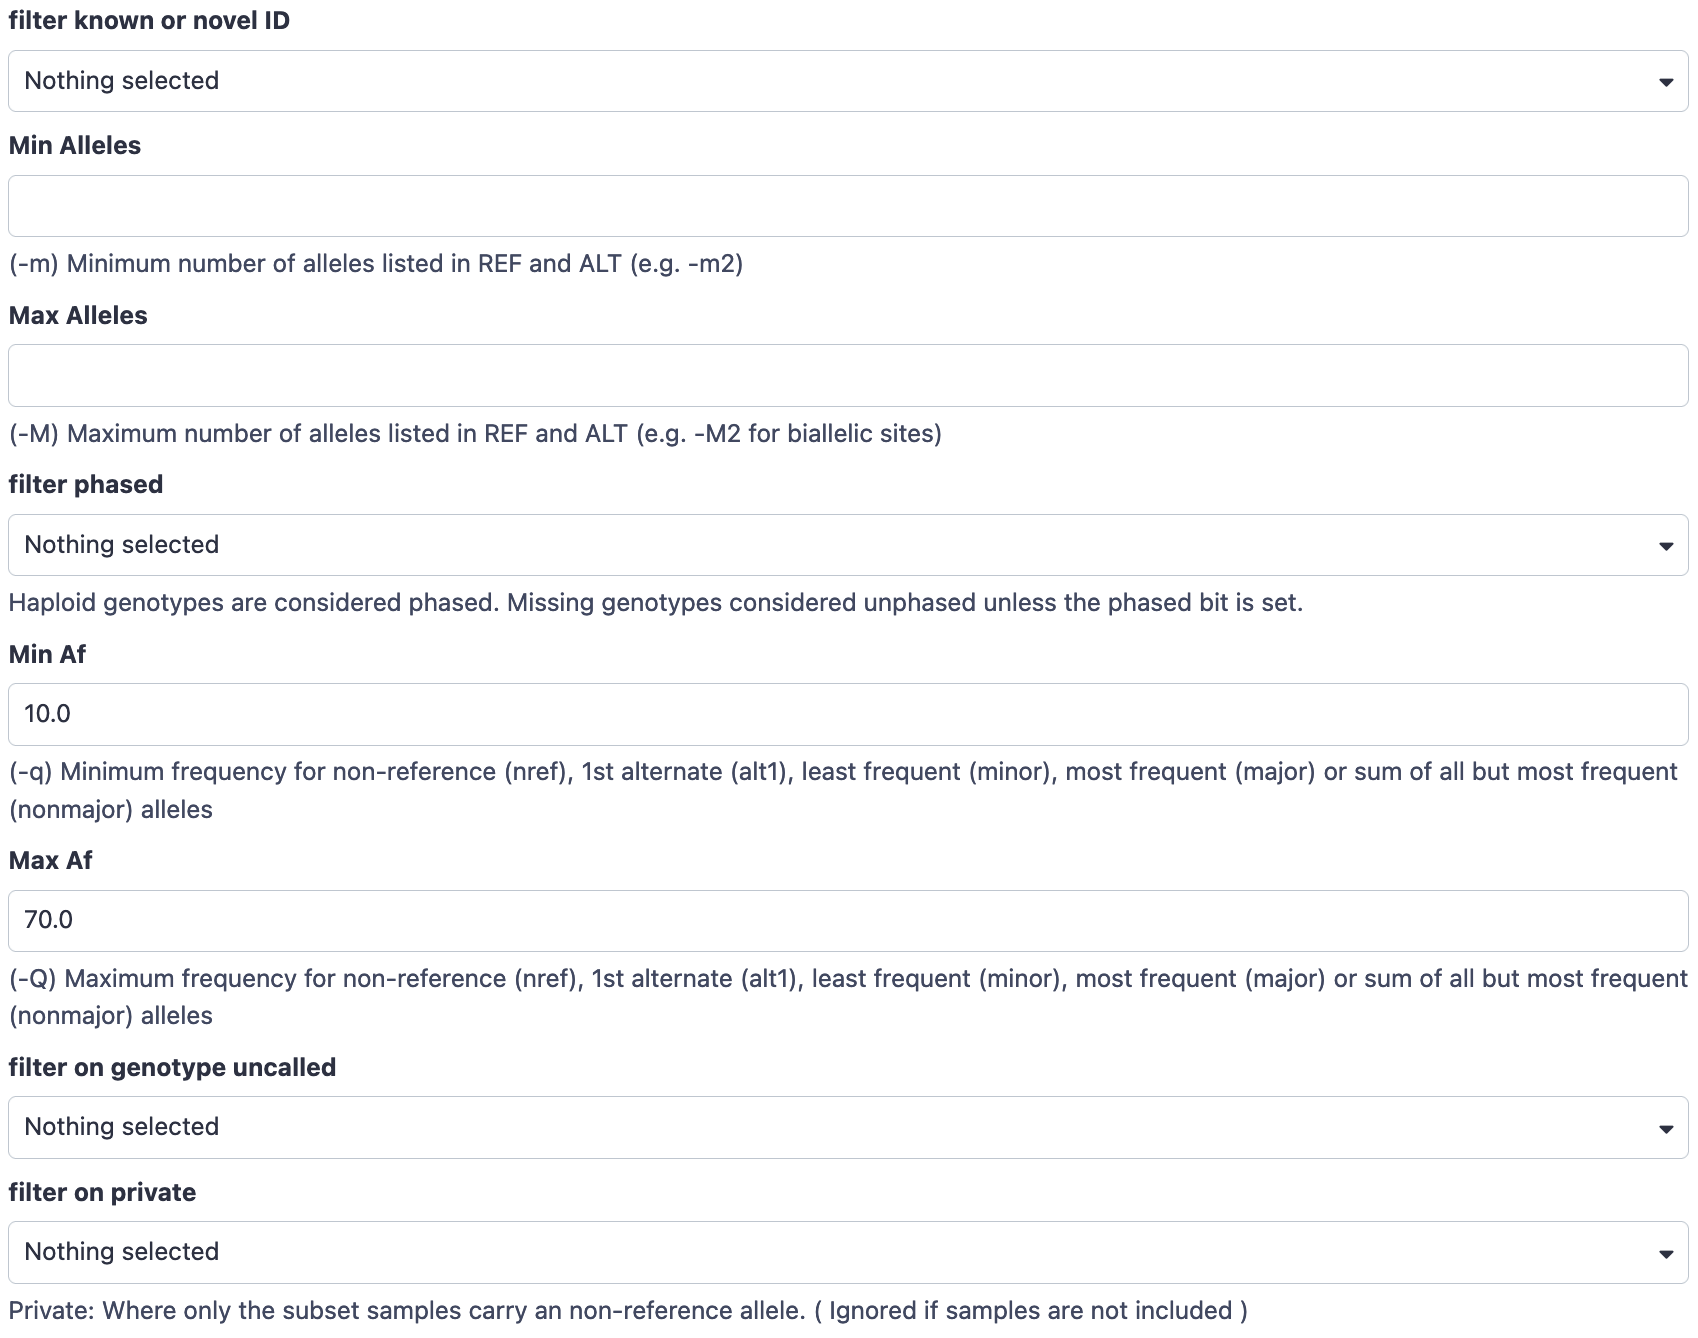 filter known or novel ID
Nothing selected
Min Alleles
(-m) Minimum number of alleles listed in REF and ALT (e.g. -m2)
Max Alleles
(-M) Maximum number of alleles listed in REF and ALT (e.g. -M2 for biallelic sites)
filter phased
Nothing selected
Haploid genotypes are considered phased. Missing genotypes considered unphased unless the phased bit is set.
Min Af
10.0
(-q) Minimum frequency for non-reference (nref), 1st alternate (alt1), least frequent (minor), most frequent (major) or sum of all but most frequent
(nonmajor) alleles
Max Af
70.0
(-Q) Maximum frequency for non-reference (nref), 1st alternate (alt1), least frequent (minor), most frequent (major) or sum of all but most frequent
(nonmajor) alleles
filter on genotype uncalled
Nothing selected
filter on private
Nothing selected
Private: Where only the subset samples carry an non-reference allele. ( Ignored if samples are not included )